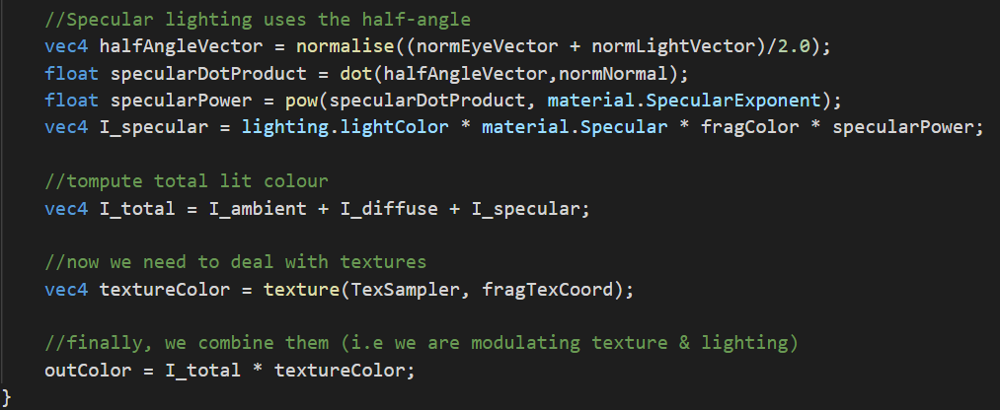 //Specular lighting uses the half-angle
vec4 halfAngleVector = normalise((normEyeVector + normLightVector)/2.0);
float specularDotProduct = dot(halfAngleVector,normNormal);
float specularPower = pow(specularDotProduct, material.SpecularExponent);
vec4 I_specular = lighting.lightColor * material.Specular * fragColor * specularPower;
//tompute total lit colour
vec4 I_total = I_ambient + I_diffuse + I_specular;
//now we need to deal with textures
vec4 textureColor = texture(TexSampler, fragTexCoord);
//finally, we combine them (i.e we are modulating texture & lighting)
outColor = I_total * textureColor;
}